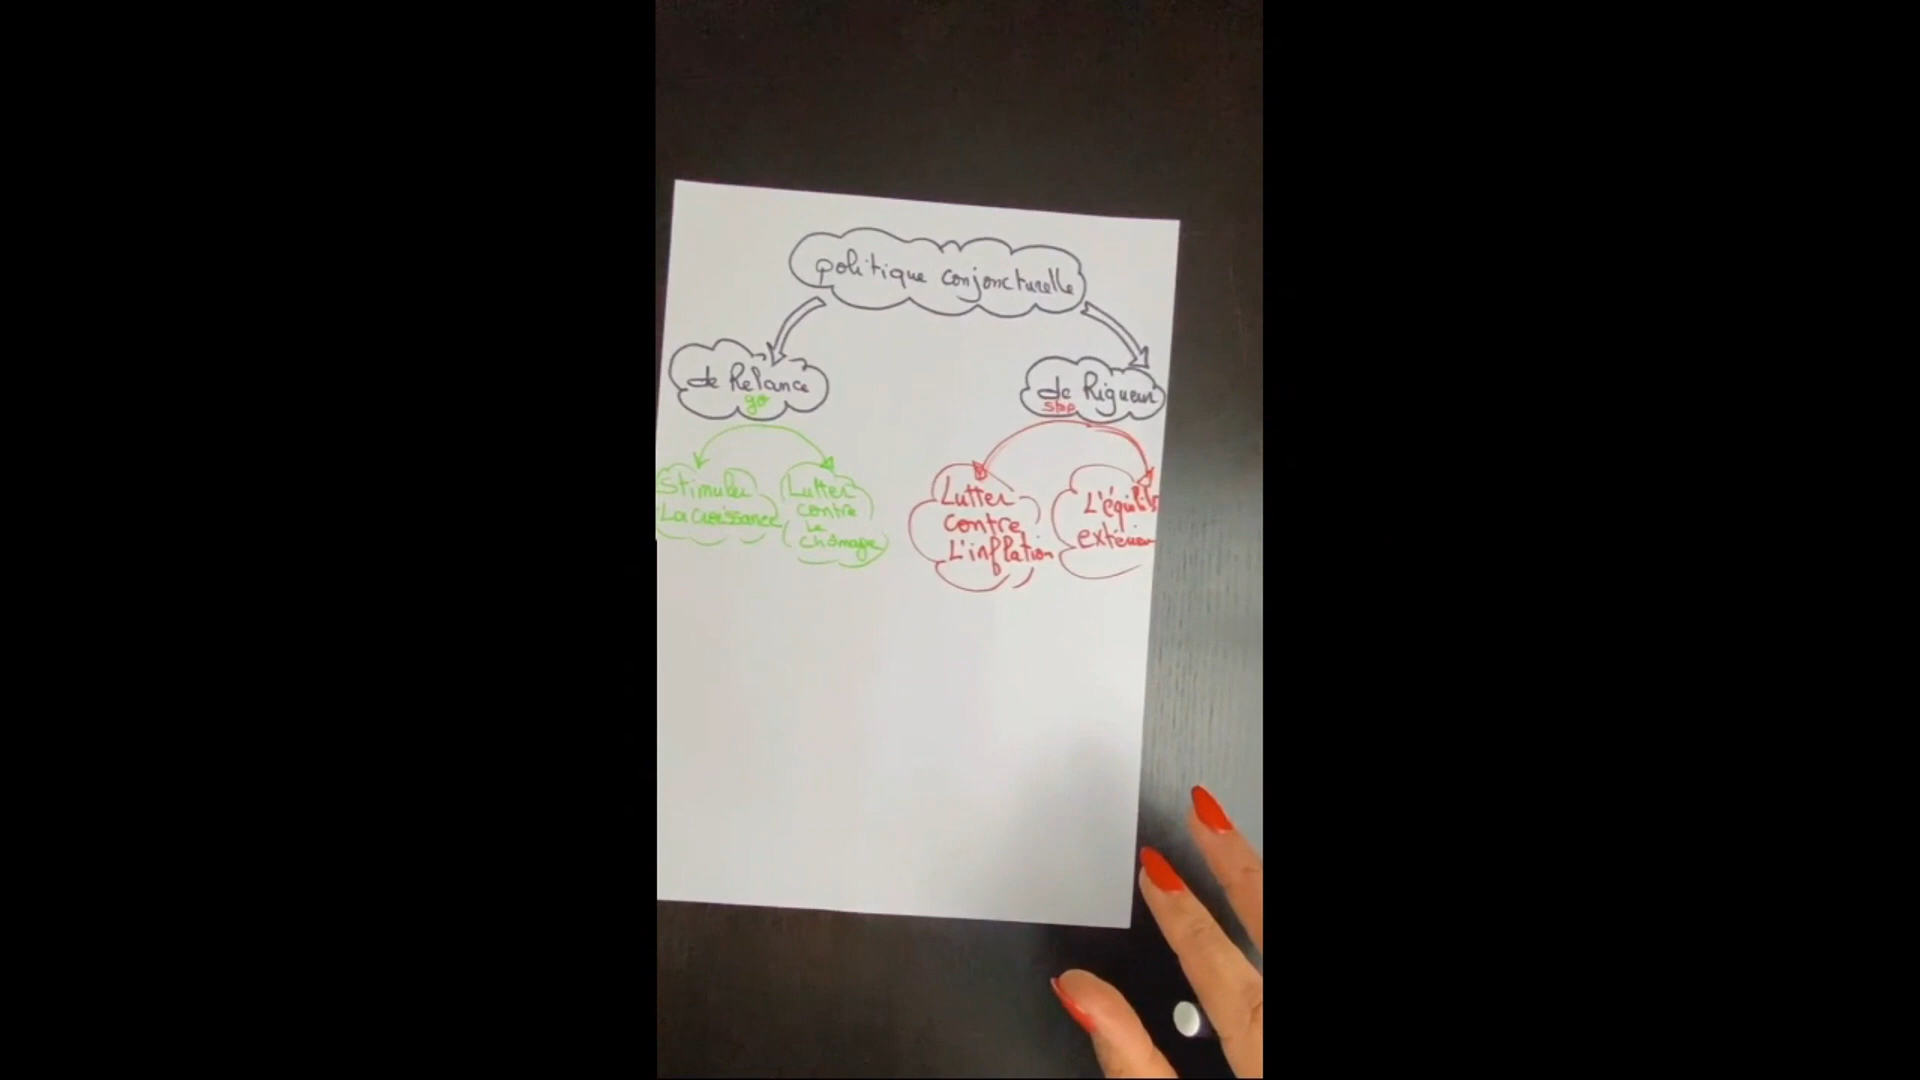 politique conjoncturelle
de Relance
go
de Rigueur
stop
Stimuler
La croissance
Lutter
contre
Le
chômage
Lutter
contre
L'inflation
L'équilib
extérieur